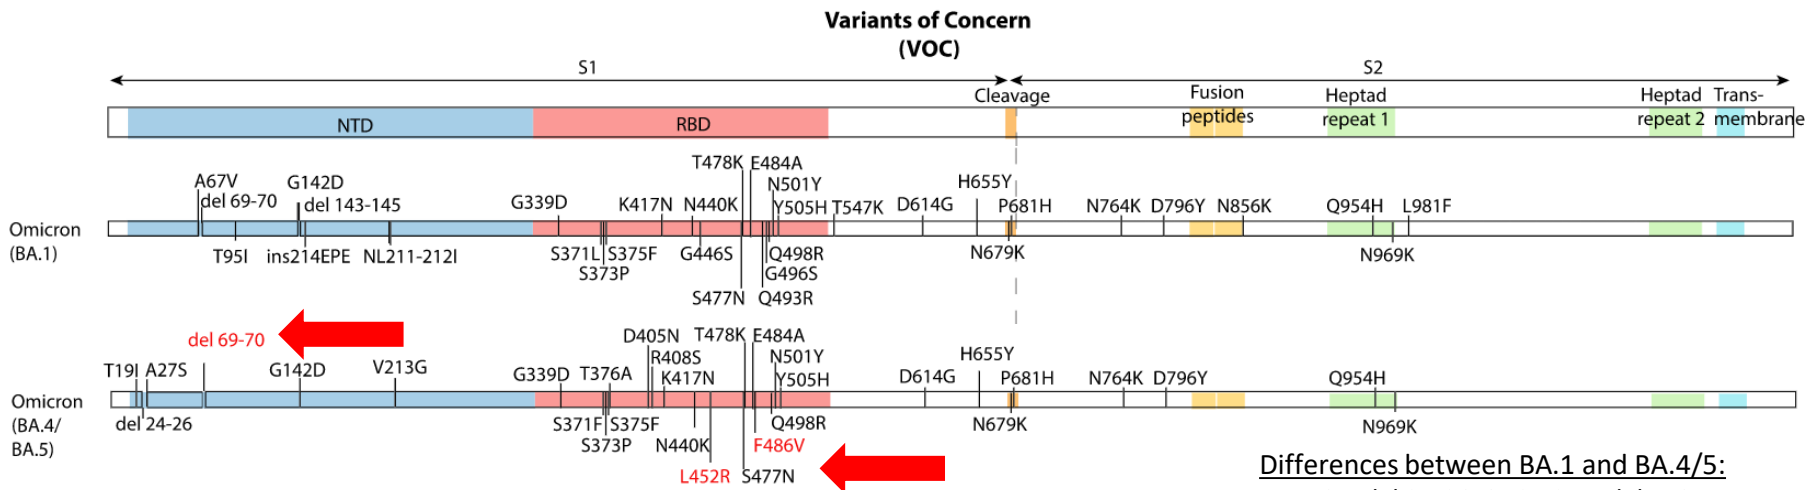 Variants of Concern
(VOC)
S1 S2
Cleavage Fusion peptides Heptad repeat 1 Heptad repeat 2 Trans-membrane
NTD RBD
T478K E484A
A67V G142D N501Y H655Y
del 69-70 del 143-145 G339D K417N N440K Y505H T547K D614G P681H N764K D796Y N856K Q954H L981F
Omicron
(BA.1)
T95I ins214EPE NL211-212I S371L S375F G446S Q498R N679K N969K
S373P G496S
S477N Q493R
del 69-70 D405N T478K E484A
R408S N501Y H655Y
T19I A27S G142D V213G G339D T376A K417N Y505H D614G P681H N764K D796Y Q954H
Omicron
(BA.4/
BA.5)
del 24-26 S371F S375F Q498R N679K N969K
S373P N440K F486V
L452R S477N
Differences between BA.1 and BA.4/5: